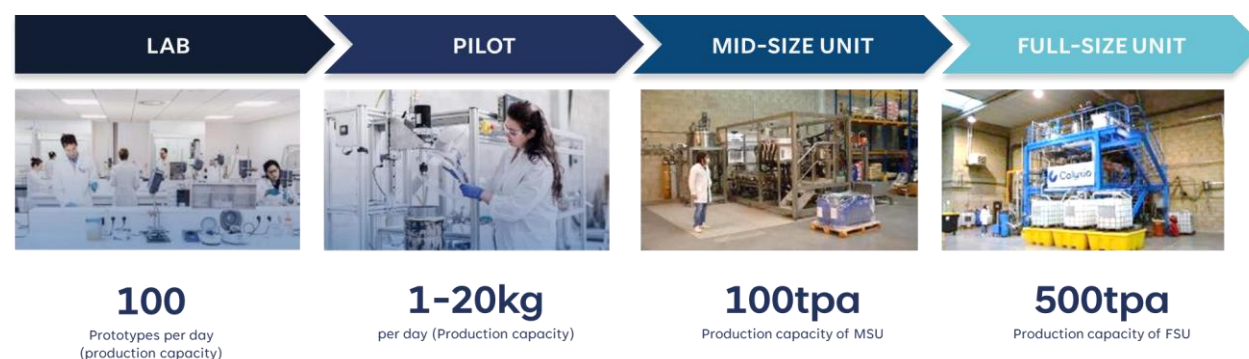 LAB
PILOT
MID-SIZE UNIT
FULL-SIZE UNIT
Calyxia
100
Prototypes per day
(production capacity)
1-20kg
per day (Production capacity)
100tpa
Production capacity of MSU
500tpa
Production capacity of FSU